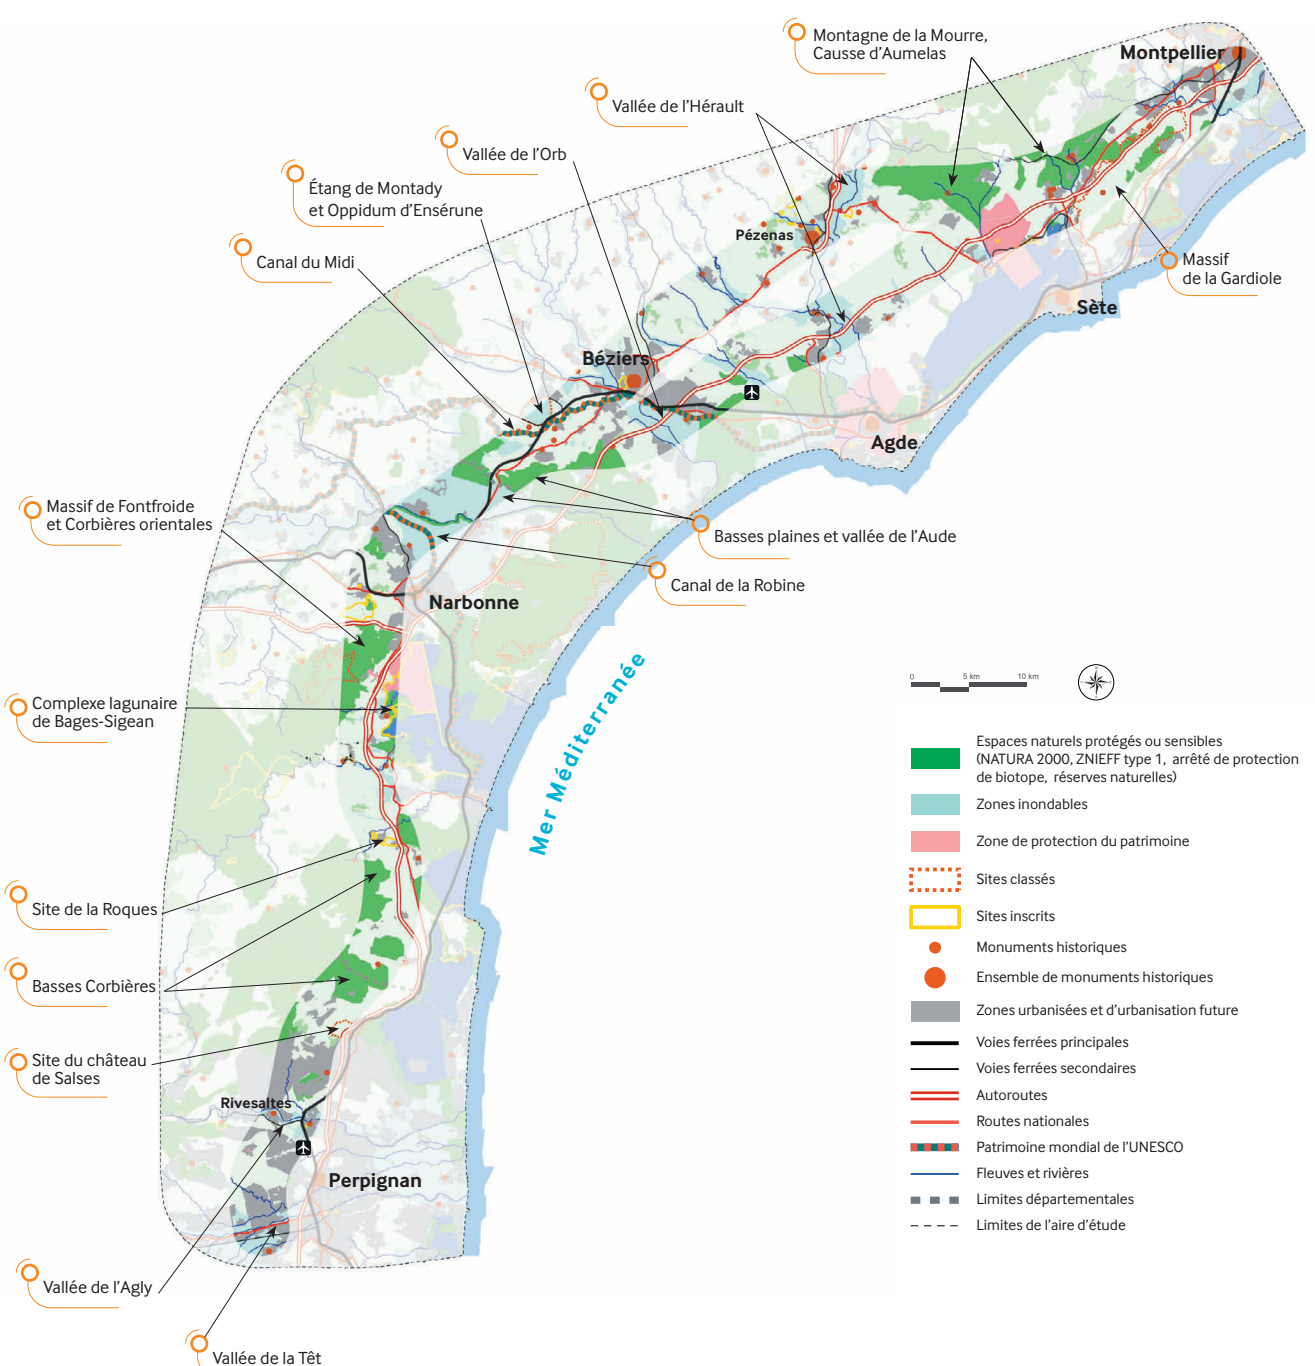 Montagne de la Mourre,
Causse d'Aumelas
Montpellier
Vallée de l'Hérault
Vallée de l'Orb
Étang de Montady
et Oppidum d'Ensérune
Pézenas
Canal du Midi
Massif
de la Gardiole
Sète
Béziers
Agde
Massif de Fontfroide
et Corbières orientales
Basses plaines et vallée de l'Aude
Canal de la Robine
Narbonne
Mer Méditerranée
Complexe lagunaire
de Bages-Sigean
Site de la Roques
Basses Corbières
Site du château
de Salses
Rivesaltes
Perpignan
Vallée de l'Agly
Vallée de la Têt
0 5 km 10 km
Espaces naturels protégés ou sensibles
(NATURA 2000, ZNIEFF type 1, arrêté de protection
de biotope, réserves naturelles)
Zones inondables
Zone de protection du patrimoine
Sites classés
Sites inscrits
Monuments historiques
Ensemble de monuments historiques
Zones urbanisées et d'urbanisation future
Voies ferrées principales
Voies ferrées secondaires
Autoroutes
Routes nationales
Patrimoine mondial de l'UNESCO
Fleuves et rivières
Limites départementales
Limites de l'aire d'étude